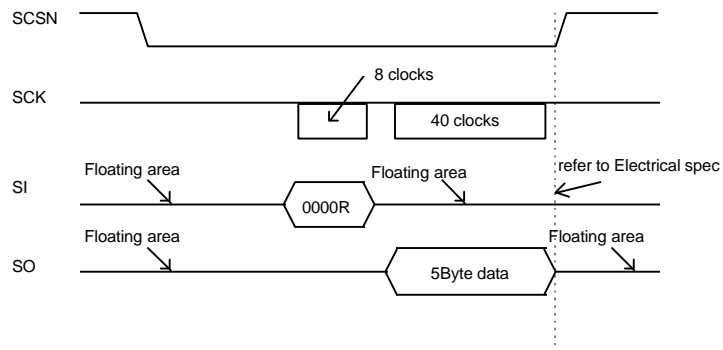 SCSN
8 clocks
SCK
40 clocks
refer to Electrical spec
Floating area
Floating area
SI
0000R
Floating area
Floating area
SO
5Byte data